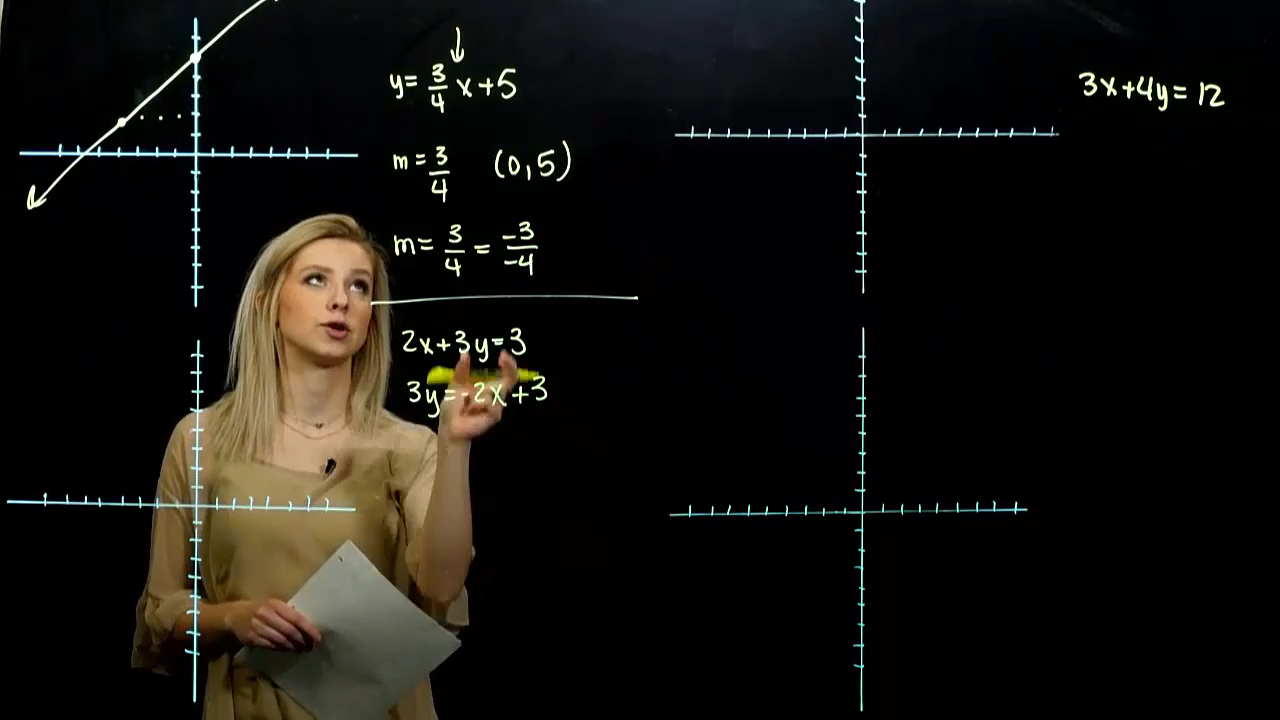 y = 3/4 x + 5
m = 3/4 (0, 5)
m = 3/4 = -3/-4
2x + 3y = 3
3y = -2x + 3
3x + 4y = 12